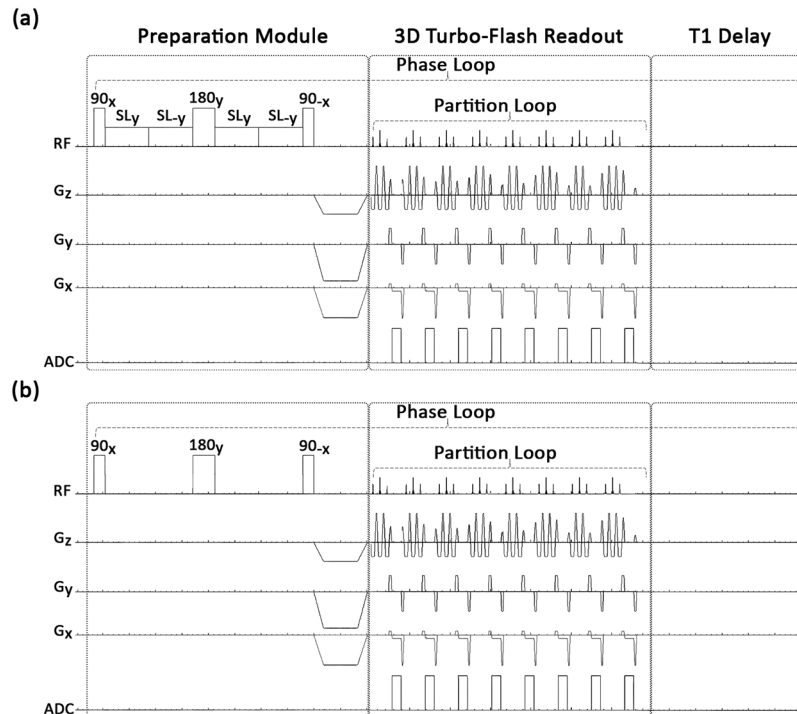 (a)
Preparation Module 3D Turbo-Flash Readout T1 Delay
Phase Loop
90x 180y 90-x
SLy SL-y SLy SL-y
Partition Loop
RF
Gz
Gy
Gx
ADC
(b)
Phase Loop
90x 180y 90-x
Partition Loop
RF
Gz
Gy
Gx
ADC